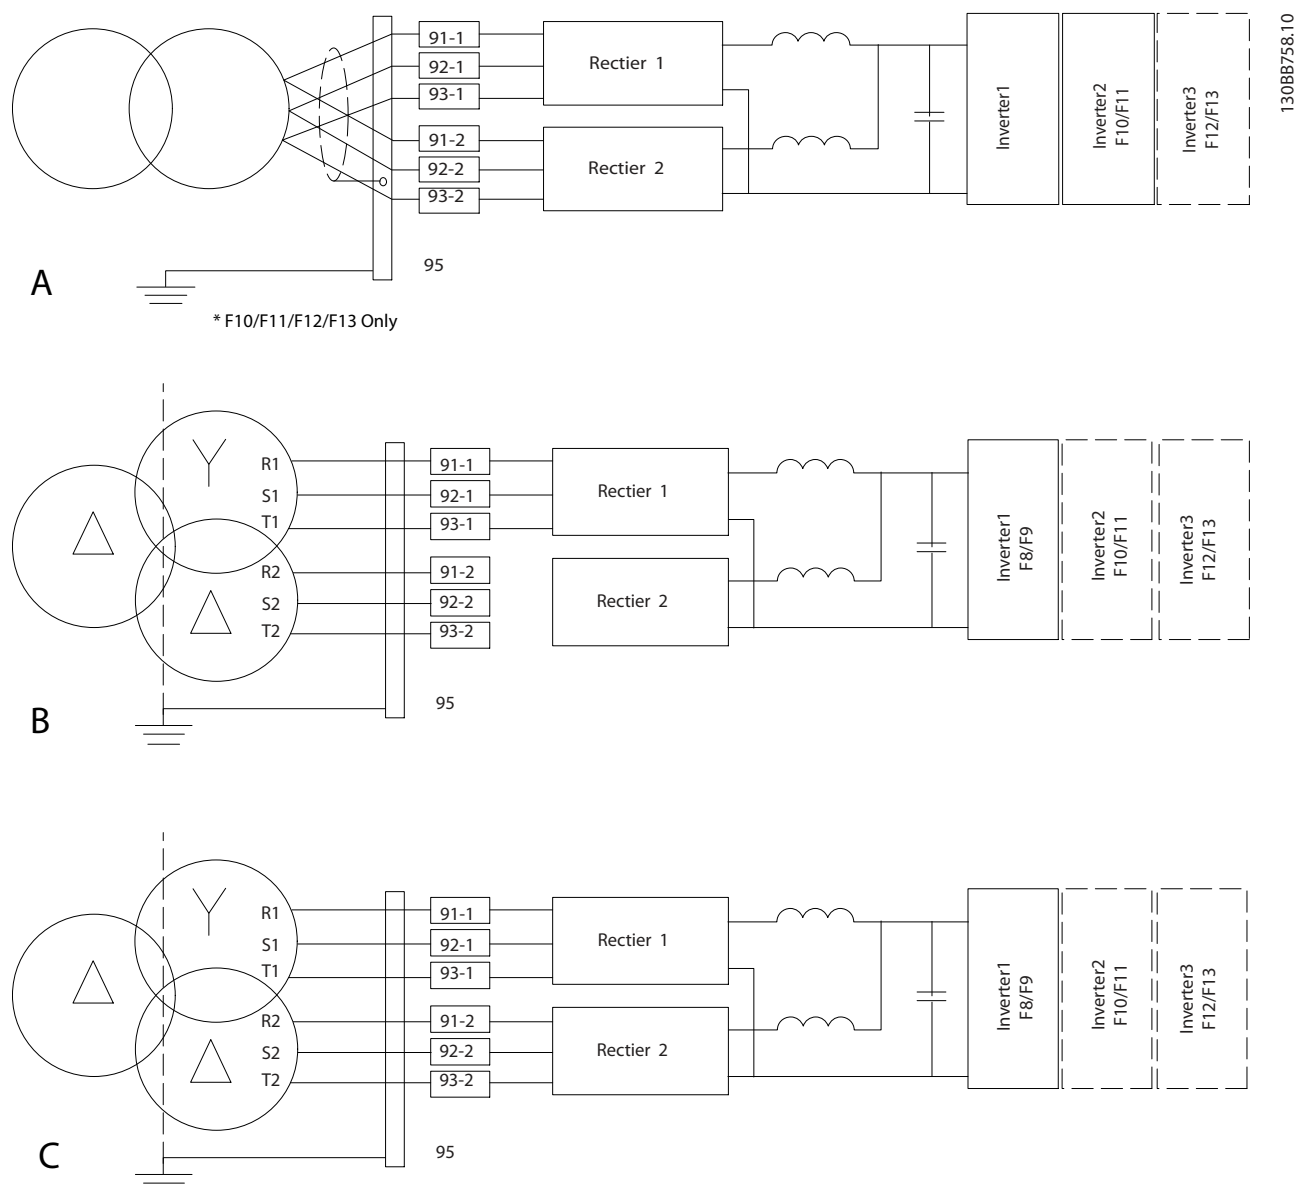 130BB758.10
91-1
92-1
93-1
91-2
92-2
93-2
95
Rectier 1
Rectier 2
Inverter1
Inverter2
F10/F11
Inverter3
F12/F13
A
* F10/F11/F12/F13 Only
R1
S1
T1
R2
S2
T2
91-1
92-1
93-1
91-2
92-2
93-2
95
Rectier 1
Rectier 2
Inverter1
F8/F9
Inverter2
F10/F11
Inverter3
F12/F13
B
R1
S1
T1
R2
S2
T2
91-1
92-1
93-1
91-2
92-2
93-2
95
Rectier 1
Rectier 2
Inverter1
F8/F9
Inverter2
F10/F11
Inverter3
F12/F13
C